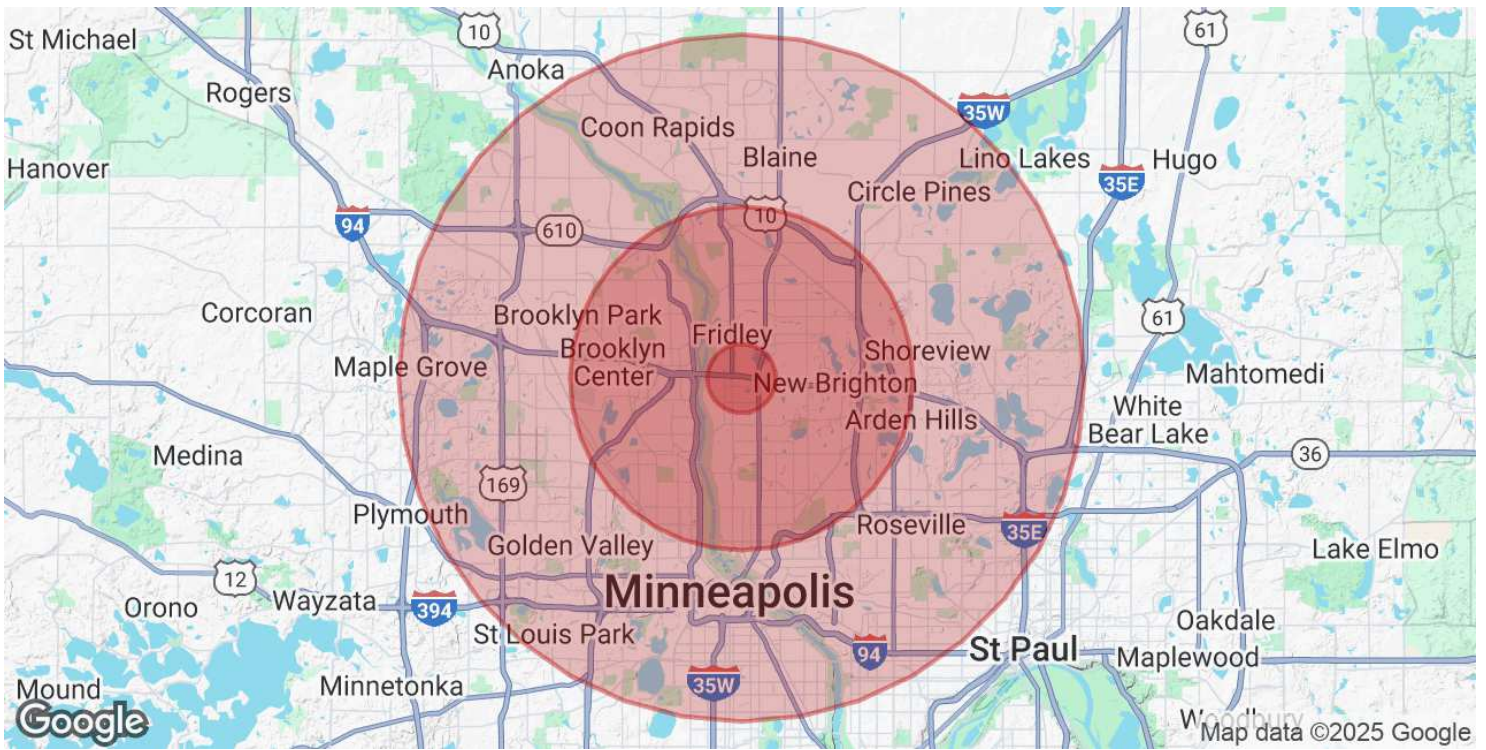 10
61
St Michael
Anoka
Rogers
35W
Coon Rapids
Blaine
Lino Lakes
Hugo
Hanover
35E
Circle Pines
94
610
10
Corcoran
Brooklyn Park
61
Fridley
Brooklyn
Center
Shoreview
Maple Grove
New Brighton
Mahtomedi
Arden Hills
White
Bear Lake
Medina
36
169
Plymouth
Roseville
35E
Golden Valley
Lake Elmo
12
Minneapolis
Orono
Wayzata
394
St Louis Park
Oakdale
94
St Paul
Maplewood
Minnetonka
35W
Mound
Google
Map data ©2025 Google